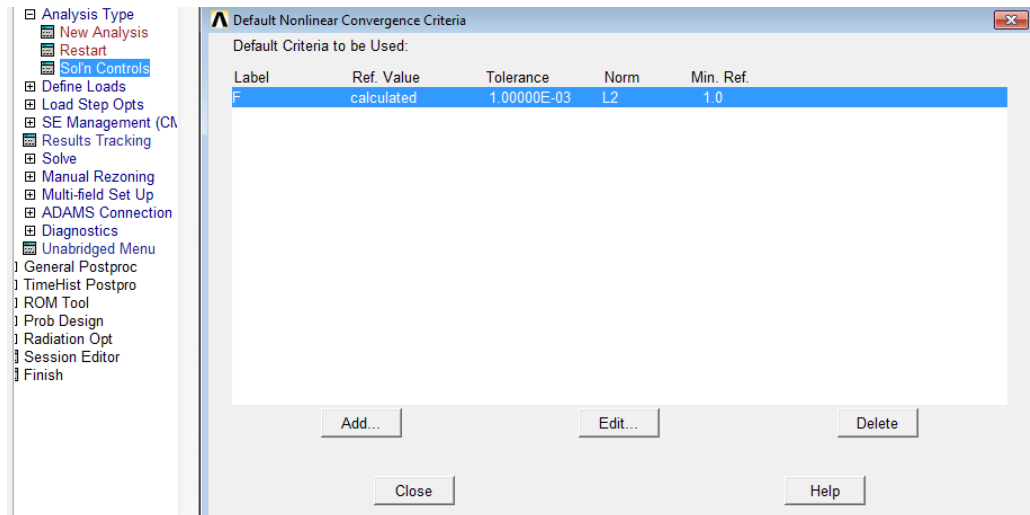 Analysis Type
New Analysis
Restart
Sol'n Controls
Define Loads
Load Step Opts
SE Management (CM
Results Tracking
Solve
Manual Rezoning
Multi-field Set Up
ADAMS Connection
Diagnostics
Unabridged Menu
General Postproc
TimeHist Postpro
ROM Tool
Prob Design
Radiation Opt
Session Editor
Finish
Default Nonlinear Convergence Criteria
Default Criteria to be Used:
Label Ref. Value Tolerance Norm Min. Ref.
F calculated 1.00000E-03 L2 1.0
Add... Edit... Delete
Close Help